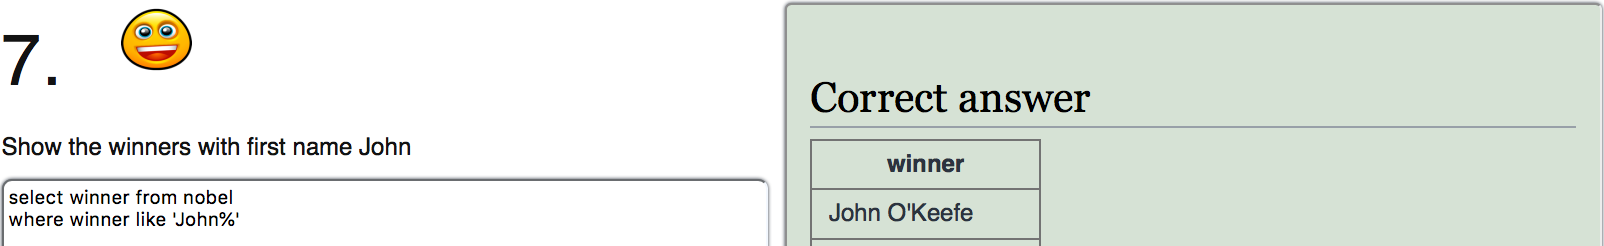 7.
Show the winners with first name John
select winner from nobel
where winner like 'John%'
Correct answer
winner
John O'Keefe